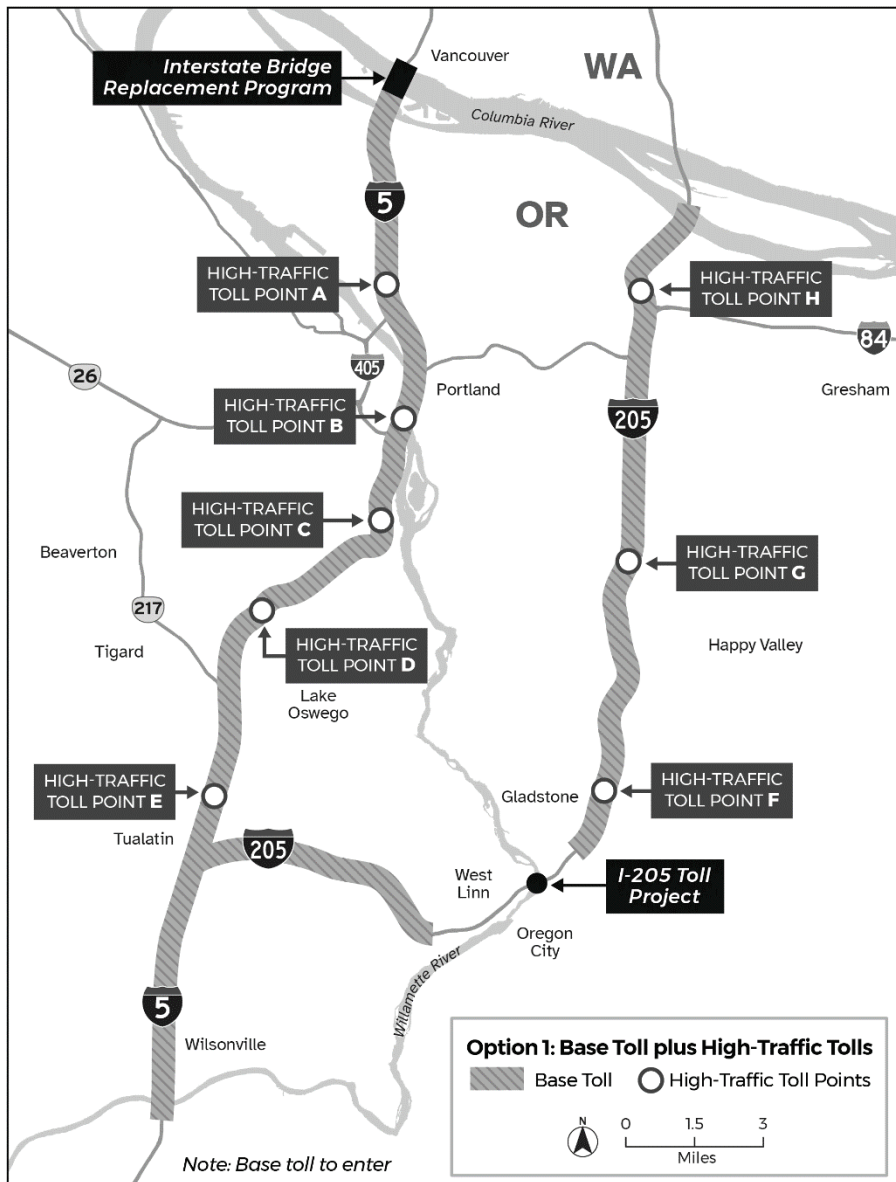 Vancouver
WA
Interstate Bridge
Replacement Program
Columbia River
5
OR
HIGH-TRAFFIC
TOLL POINT A
HIGH-TRAFFIC
TOLL POINT H
84
405
26
Portland
Gresham
HIGH-TRAFFIC
TOLL POINT B
205
HIGH-TRAFFIC
TOLL POINT C
Beaverton
HIGH-TRAFFIC
TOLL POINT G
217
Tigard
HIGH-TRAFFIC
TOLL POINT D
Happy Valley
Lake
Oswego
HIGH-TRAFFIC
TOLL POINT E
Gladstone
HIGH-TRAFFIC
TOLL POINT F
Tualatin
205
West
Linn
I-205 Toll
Project
Oregon
City
Willamette River
5
Wilsonville
Option 1: Base Toll plus High-Traffic Tolls
Base Toll
High-Traffic Toll Points
N
0 1.5 3
Miles
Note: Base toll to enter